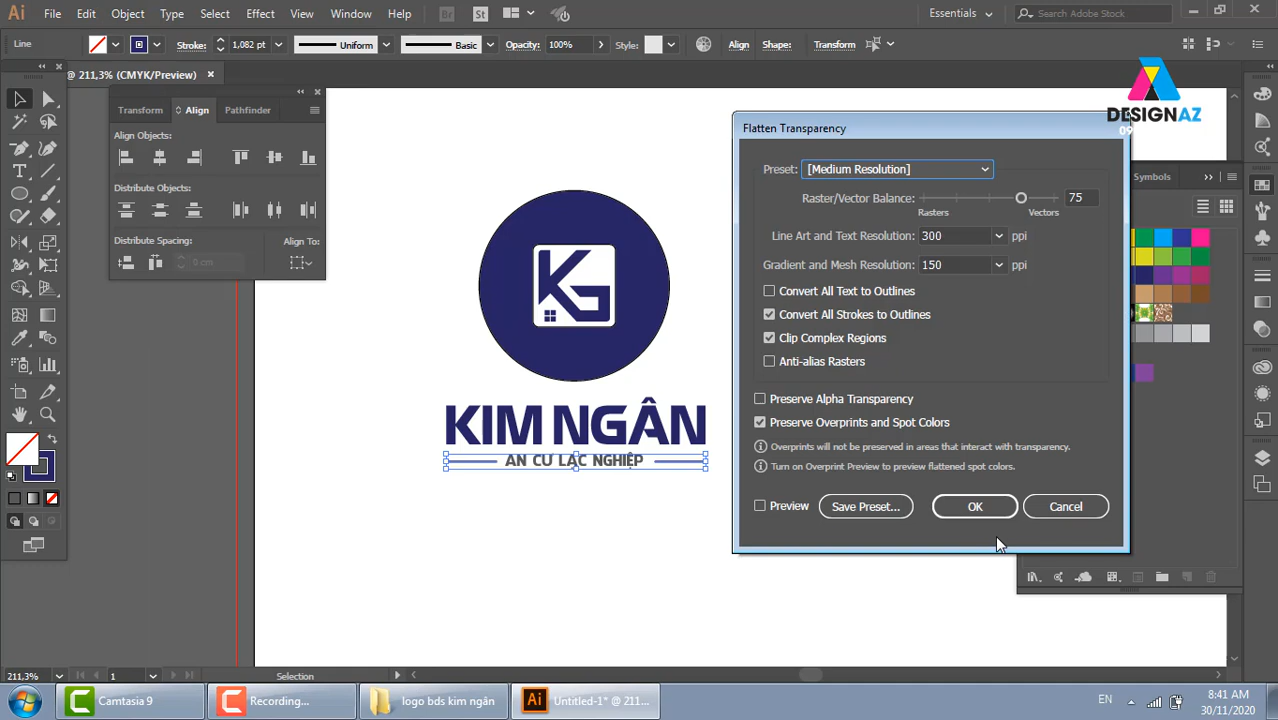 Ai File Edit Object Type Select Effect View Window Help Br St Essentials Search Adobe Stock
Line Stroke: 1,082 pt Uniform Basic Opacity: 100% Style: Align Shape: Transform
@ 211,3% (CMYK/Preview)
DESIGNAZ
09
Transform Align Pathfinder
Align Objects:
Distribute Objects:
Distribute Spacing: Align To:
0 cm
KG
KIM NGÂN
AN CƯ LẠC NGHIỆP
Flatten Transparency
Preset: [Medium Resolution]
Raster/Vector Balance: 75
Rasters Vectors
Line Art and Text Resolution: 300 ppi
Gradient and Mesh Resolution: 150 ppi
Convert All Text to Outlines
Convert All Strokes to Outlines
Clip Complex Regions
Anti-alias Rasters
Preserve Alpha Transparency
Preserve Overprints and Spot Colors
Overprints will not be preserved in areas that interact with transparency.
Turn on Overprint Preview to preview flattened spot colors.
Preview Save Preset... OK Cancel
Symbols
211,3% 1 Selection
Camtasia 9 Recording... logo bds kim ngân Ai Untitled-1* @ 211... EN 8:41 AM
30/11/2020